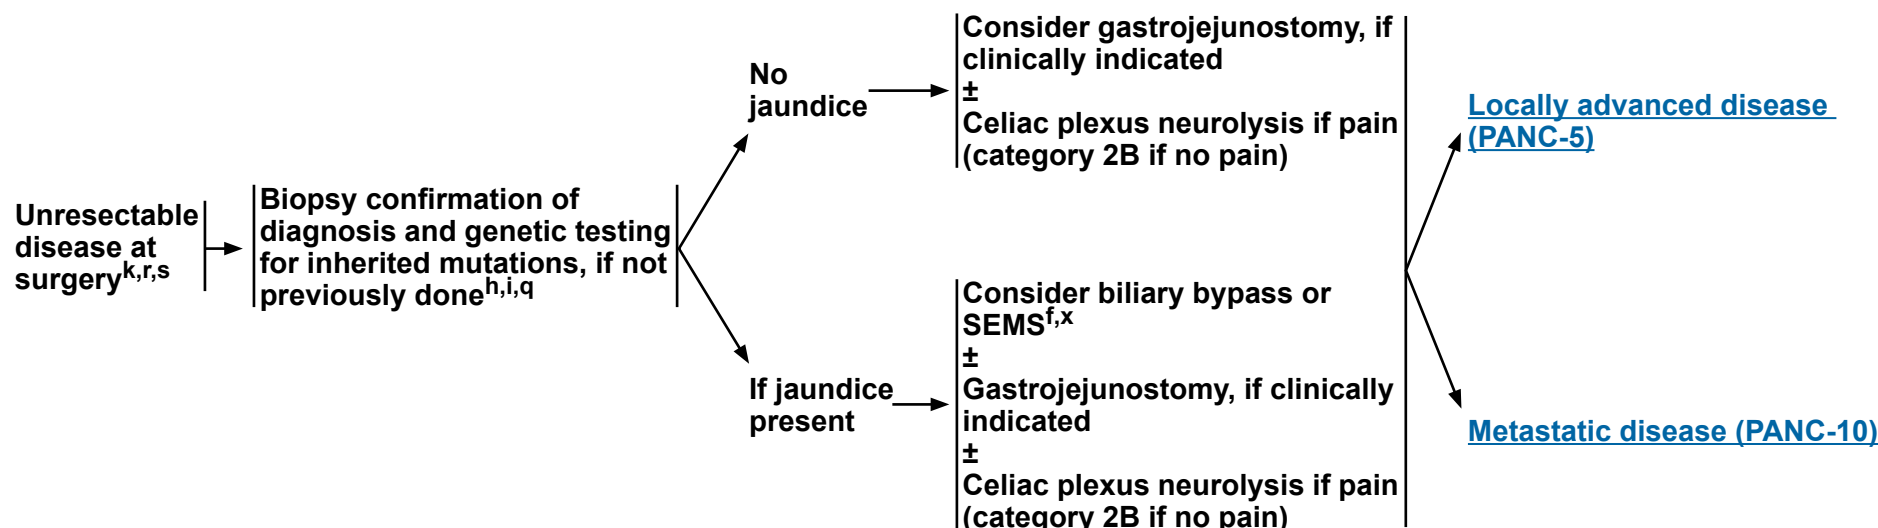 Unresectable
disease at
surgeryk,r,s
Biopsy confirmation of
diagnosis and genetic testing
for inherited mutations, if not
previously doneh,i,q
No
jaundice
Consider gastrojejunostomy, if
clinically indicated
±
Celiac plexus neurolysis if pain
(category 2B if no pain)
If jaundice
present
Consider biliary bypass or
SEMSf,x
±
Gastrojejunostomy, if clinically
indicated
±
Celiac plexus neurolysis if pain
(category 2B if no pain)
Locally advanced disease
(PANC-5)
Metastatic disease (PANC-10)